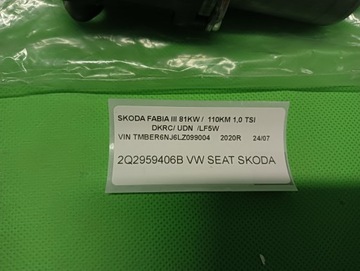 SKODA FABIA III 81KW / 110KM 1,0 TSI
DKRC/ UDN /LF5W
VIN TMBER6NJ6LZ099004 2020R 24/07
2Q2959406B VW SEAT SKODA